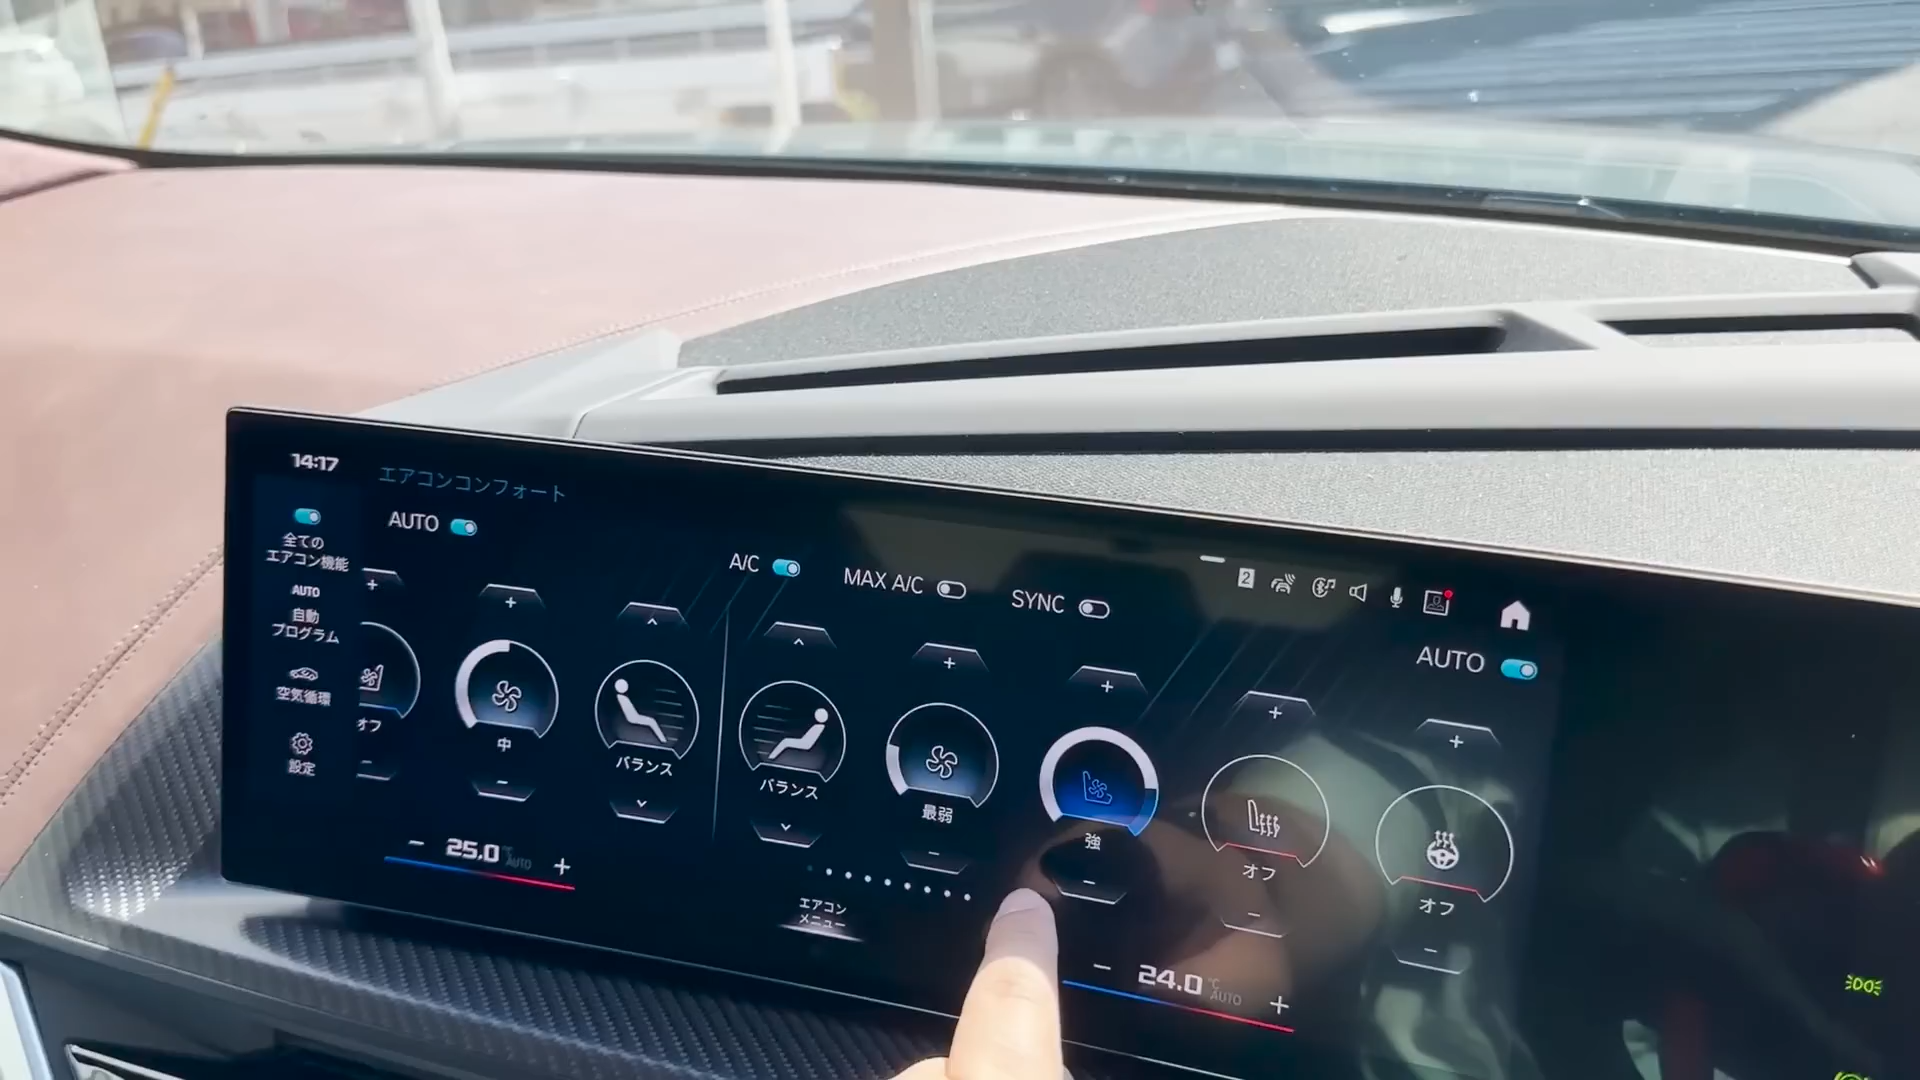 14:17
エアコンコンフォート
全ての
エアコン機能
AUTO
自動
プログラム
空気循環
設定
AUTO
A/C
MAX A/C
SYNC
2
AUTO
オフ
中
バランス
バランス
最弱
強
オフ
オフ
25.0 °C
AUTO
エアコン
メニュー
24.0 °C
AUTO